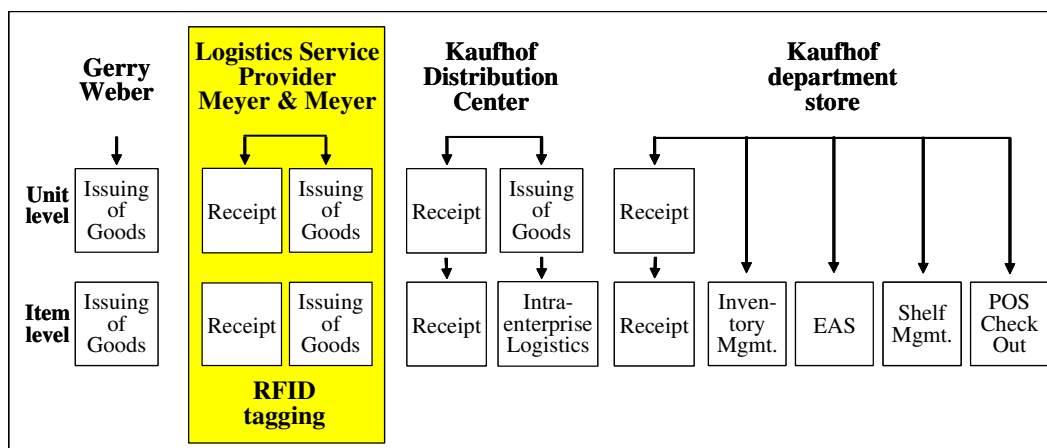 Gerry
Weber
Logistics Service
Provider
Meyer & Meyer
Kaufhof
Distribution
Center
Kaufhof
department
store
Unit
level
Issuing
of
Goods
Receipt
Issuing
of
Goods
Receipt
Issuing
of
Goods
Receipt
Item
level
Issuing
of
Goods
Receipt
Issuing
of
Goods
Receipt
Intra-
enterprise
Logistics
Receipt
Inven-
tory
Mgmt.
EAS
Shelf
Mgmt.
POS
Check
Out
RFID
tagging